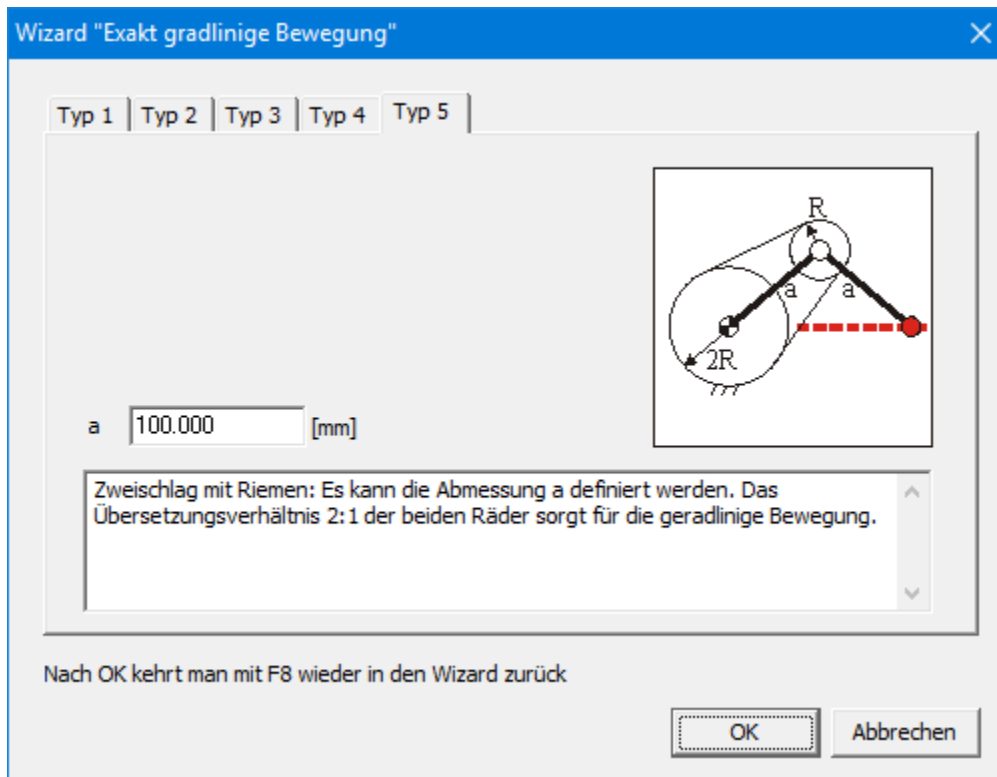 Wizard "Exakt gradlinige Bewegung"
Typ 1 Typ 2 Typ 3 Typ 4 Typ 5
R
a a
2R
a 100.000 [mm]
Zweischlag mit Riemen: Es kann die Abmessung a definiert werden. Das
Übersetzungsverhältnis 2:1 der beiden Räder sorgt für die geradlinige Bewegung.
Nach OK kehrt man mit F8 wieder in den Wizard zurück
OK Abbrechen